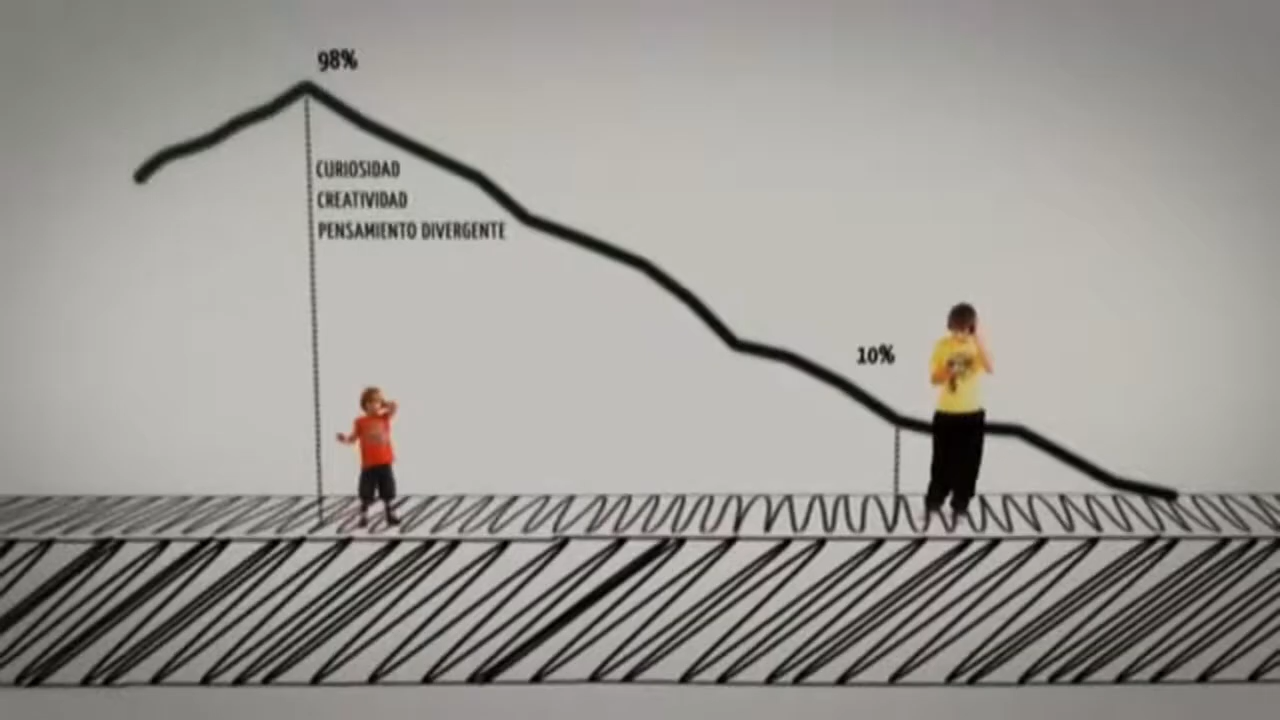 98%
CURIOSIDAD
CREATIVIDAD
PENSAMIENTO DIVERGENTE
10%